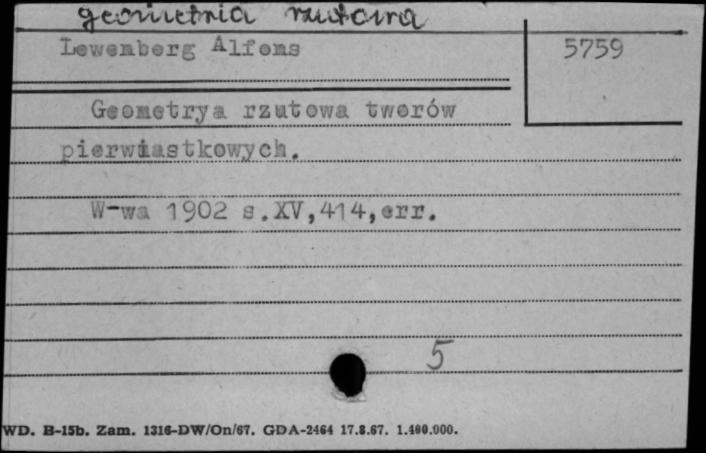 geometria rzutowa
Lewenberg Alfons
5759
Geometrya rzutowa tworów
pierwiastkowych.
W-wa 1902 s.XV,414,err.
5
WD. B-15b. Zam. 1316-DW/On/67. GDA-2464 17.8.67. 1.400.000.